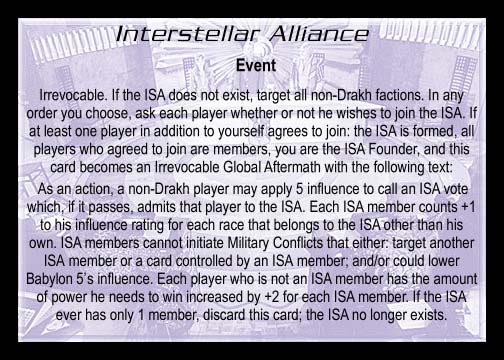 Interstellar Alliance
Event
Irrevocable. If the ISA does not exist, target all non-Drakh factions. In any
order you choose, ask each player whether or not he wishes to join the ISA. If
at least one player in addition to yourself agrees to join: the ISA is formed, all
players who agreed to join are members, you are the ISA Founder, and this
card becomes an Irrevocable Global Aftermath with the following text:
As an action, a non-Drakh player may apply 5 influence to call an ISA vote
which, if it passes, admits that player to the ISA. Each ISA member counts +1
to his influence rating for each race that belongs to the ISA other than his
own. ISA members cannot initiate Military Conflicts that either: target another
ISA member or a card controlled by an ISA member; and/or could lower
Babylon 5's influence. Each player who is not an ISA member has the amount
of power he needs to win increased by +2 for each ISA member. If the ISA
ever has only 1 member, discard this card; the ISA no longer exists.